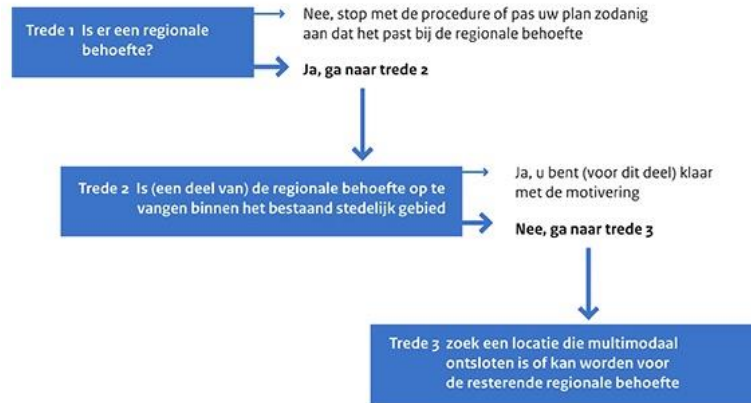 Trede 1 Is er een regionale
behoefte?
Nee, stop met de procedure of pas uw plan zodanig
aan dat het past bij de regionale behoefte
Ja, ga naar trede 2
Trede 2 Is (een deel van) de regionale behoefte op te
vangen binnen het bestaand stedelijk gebied
Ja, u bent (voor dit deel) klaar
met de motivering
Nee, ga naar trede 3
Trede 3 zoek een locatie die multimodaal
ontsloten is of kan worden voor
de resterende regionale behoefte